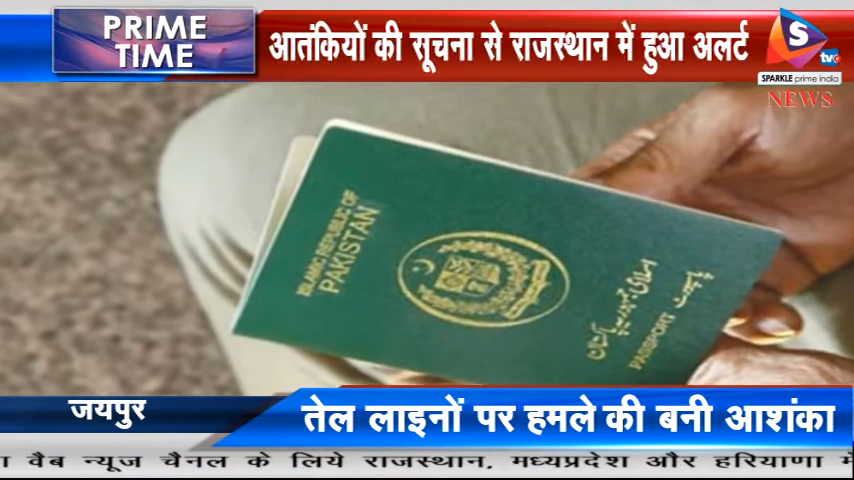 PRIME
TIME
आतंकियों की सूचना से राजस्थान में हुआ अलर्ट
S
tv
SPARKLE prime india
NEWS
ISLAMIC REPUBLIC OF
PAKISTAN
اسلامی جمہوریہ پاکستان
پاسپورٹ
PASSPORT
जयपुर
तेल लाइनों पर हमले की बनी आशंका
वैब न्यूज चैनल के लिये राजस्थान, मध्यप्रदेश और हरियाणा में